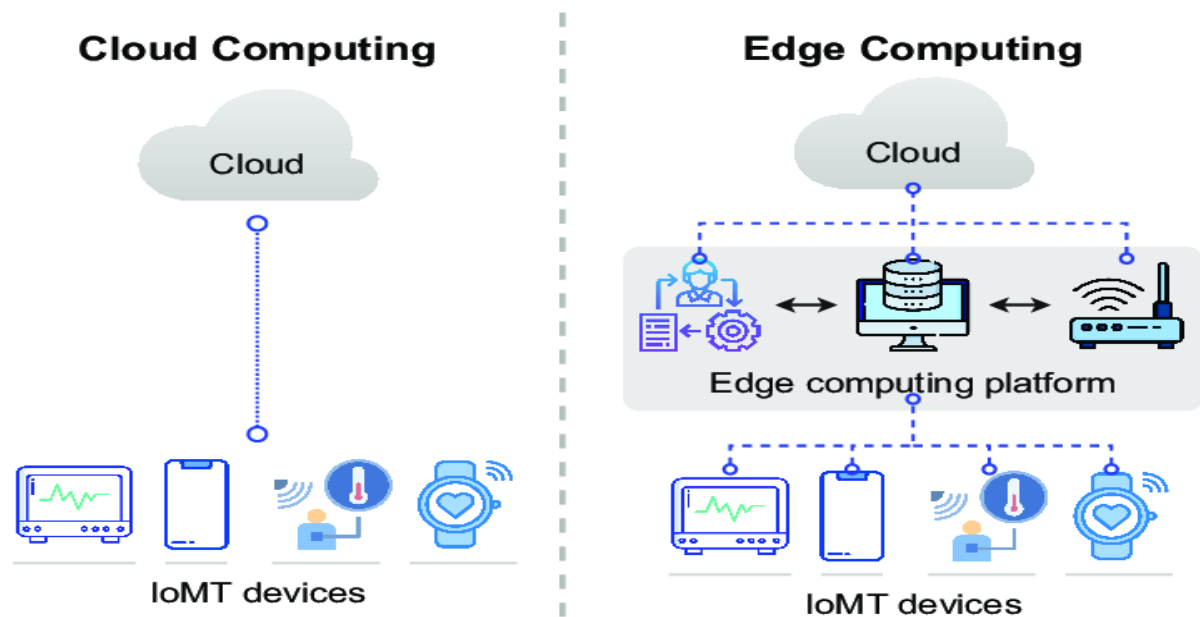 Cloud Computing
Cloud
IoMT devices
Edge Computing
Cloud
Edge computing platform
IoMT devices